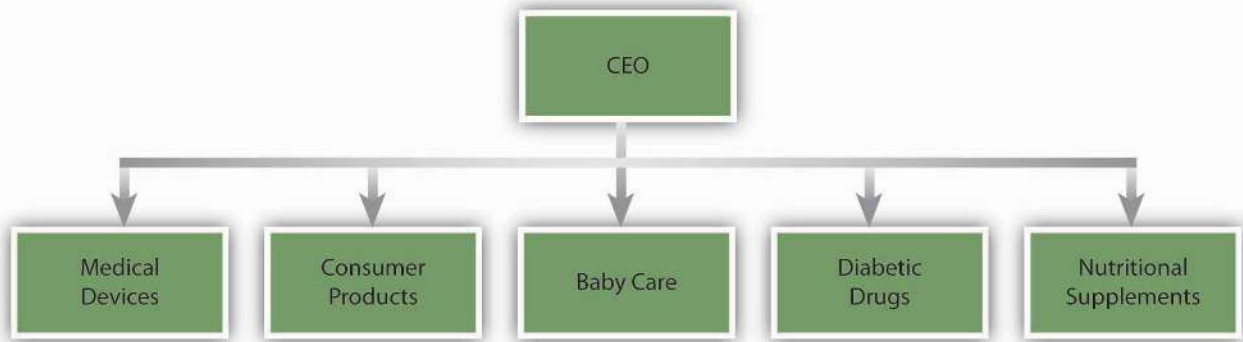 CEO
Medical
Devices
Consumer
Products
Baby Care
Diabetic
Drugs
Nutritional
Supplements